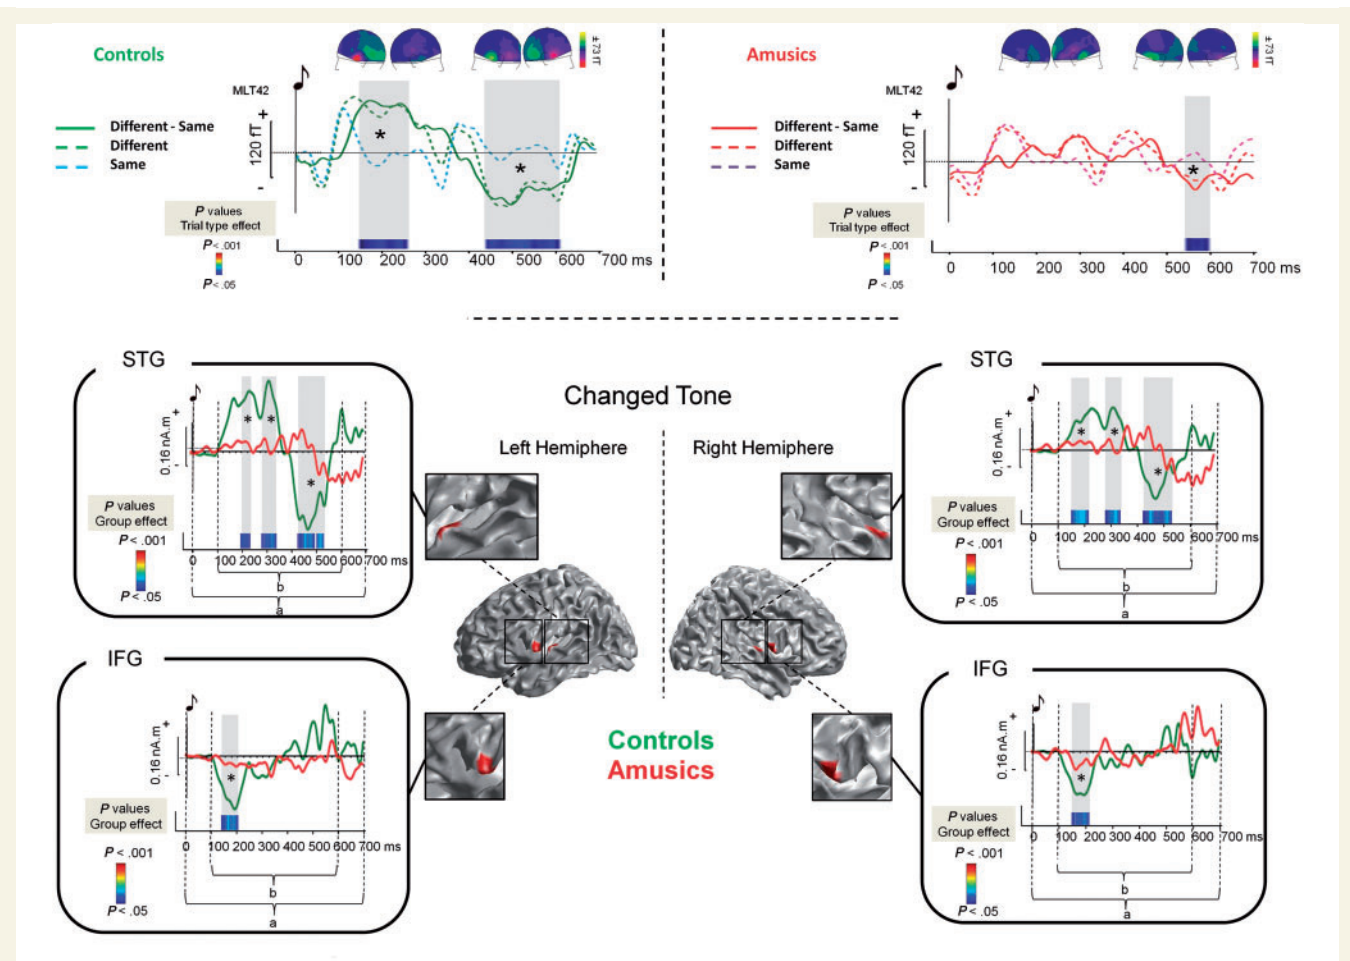 Controls
MLT42
+
120 fT
-
± 73 fT
Different - Same
Different
Same
*
*
P values
Trial type effect
P < .001
P < .05
0 100 200 300 400 500 600 700 ms
Amusics
MLT42
+
120 fT
-
± 73 fT
Different - Same
Different
Same
*
P values
Trial type effect
P < .001
P < .05
0 100 200 300 400 500 600 700 ms
Changed Tone
Left Hemiphere
Right Hemiphere
STG
+
0.16 nA.m
-
* * *
P values
Group effect
P < .001
P < .05
0 100 200 300 400 500 600 700 ms
b
a
STG
+
0.16 nA.m
-
* * *
P values
Group effect
P < .001
P < .05
0 100 200 300 400 500 600 700 ms
b
a
IFG
+
0.16 nA.m
-
*
P values
Group effect
P < .001
P < .05
0 100 200 300 400 500 600 700 ms
b
a
Controls
Amusics
IFG
+
0.16 nA.m
-
*
P values
Group effect
P < .001
P < .05
0 100 200 300 400 500 600 700 ms
b
a